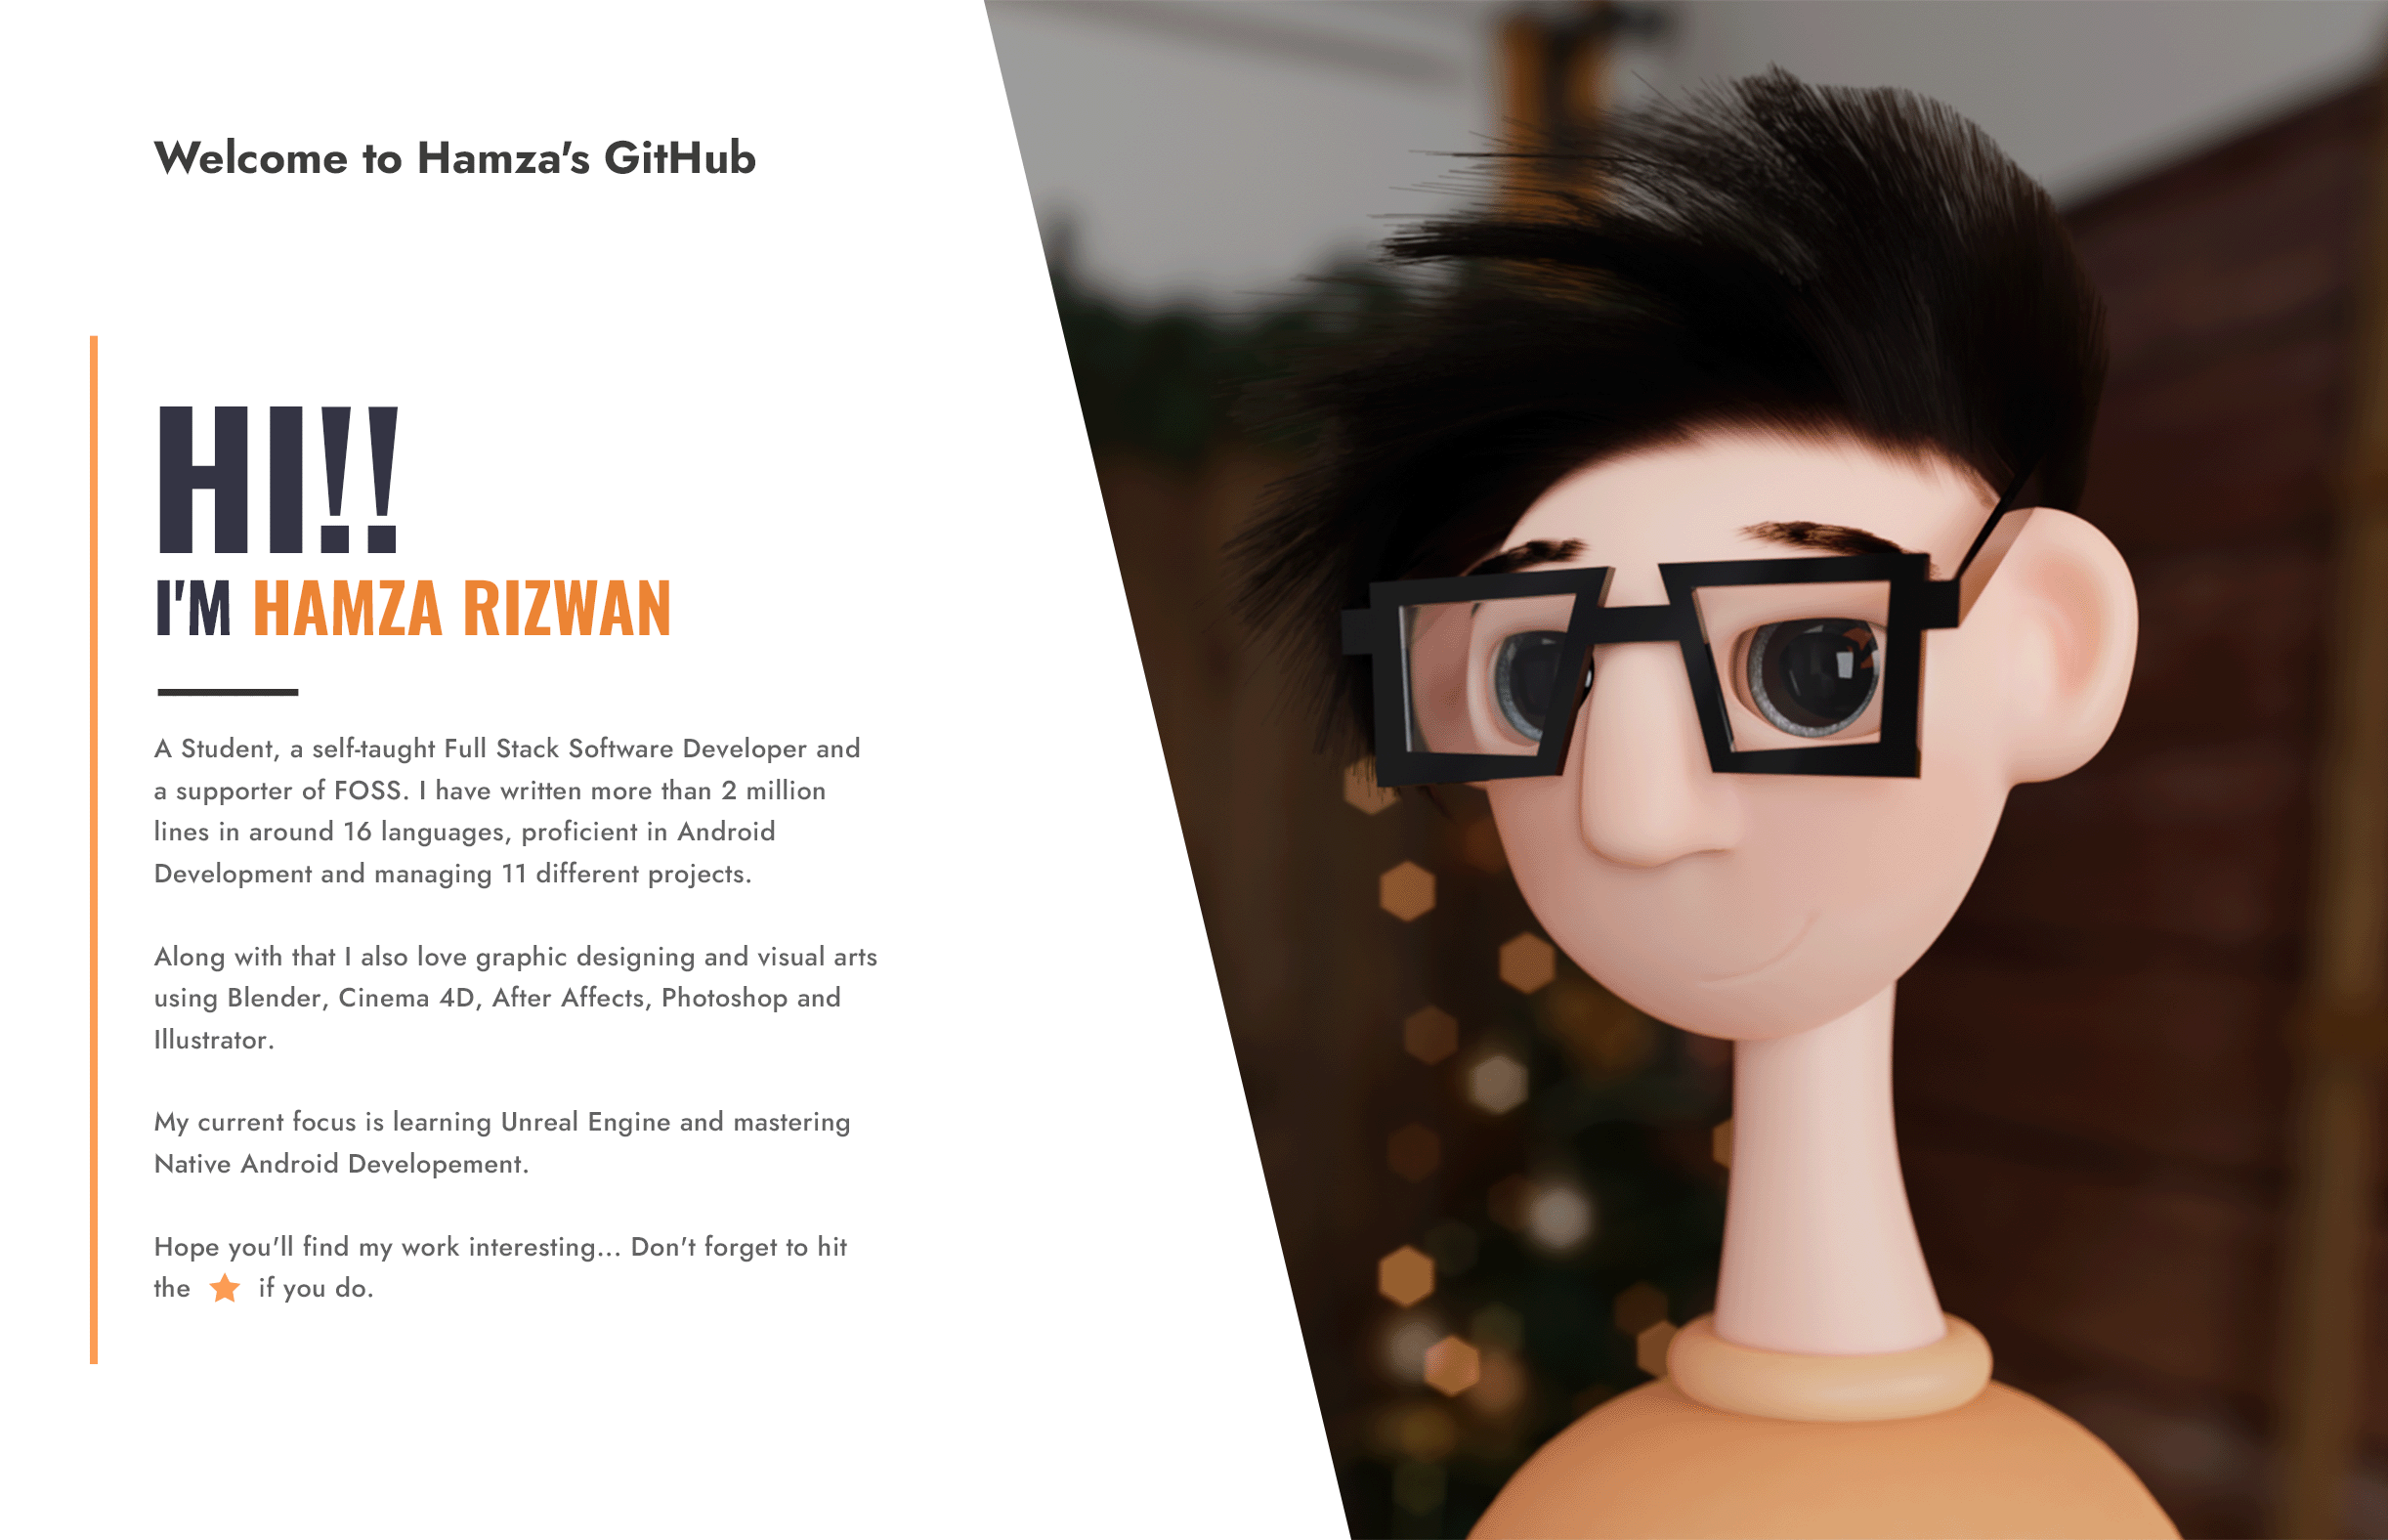 Welcome to Hamza's GitHub
HI!!
I'M HAMZA RIZWAN
A Student, a self-taught Full Stack Software Developer and
a supporter of FOSS. I have written more than 2 million
lines in around 16 languages, proficient in Android
Development and managing 11 different projects.
Along with that I also love graphic designing and visual arts
using Blender, Cinema 4D, After Affects, Photoshop and
Illustrator.
My current focus is learning Unreal Engine and mastering
Native Android Developement.
Hope you'll find my work interesting... Don't forget to hit
the if you do.